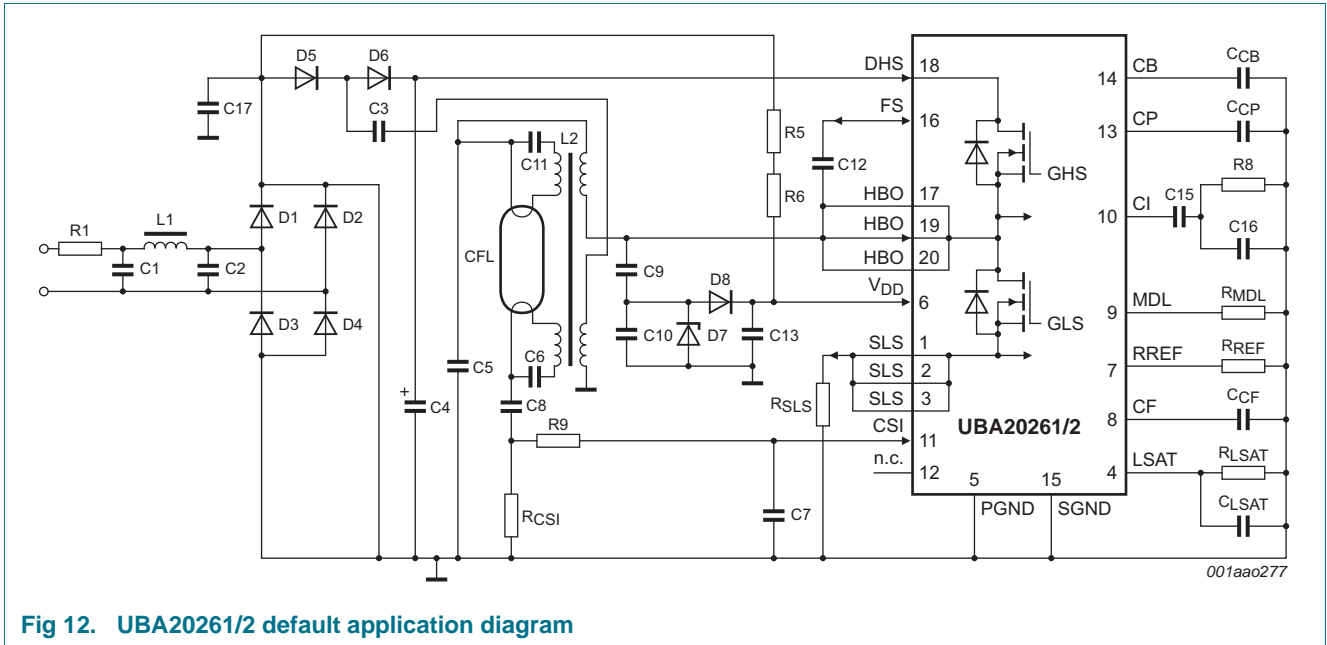 D5
D6
DHS
18
14
CB
CCB
C17
C3
FS
16
13
CP
CCP
L2
C11
R5
C12
GHS
R8
R6
HBO
17
C15
CI
10
HBO
19
C16
R1
L1
D1
D2
CFL
HBO
20
C1
C2
C9
D8
VDD
6
9
MDL
RMDL
D3
D4
C10
D7
C13
GLS
SLS
1
RREF
RREF
7
C5
C6
SLS
2
RSLS
SLS
3
CCF
+
C4
C8
8
CF
R9
CSI
11
UBA20261/2
n.c.
12
4
LSAT
RLSAT
5
15
RCSI
C7
PGND
SGND
CLSAT
001aao277
Fig 12. UBA20261/2 default application diagram